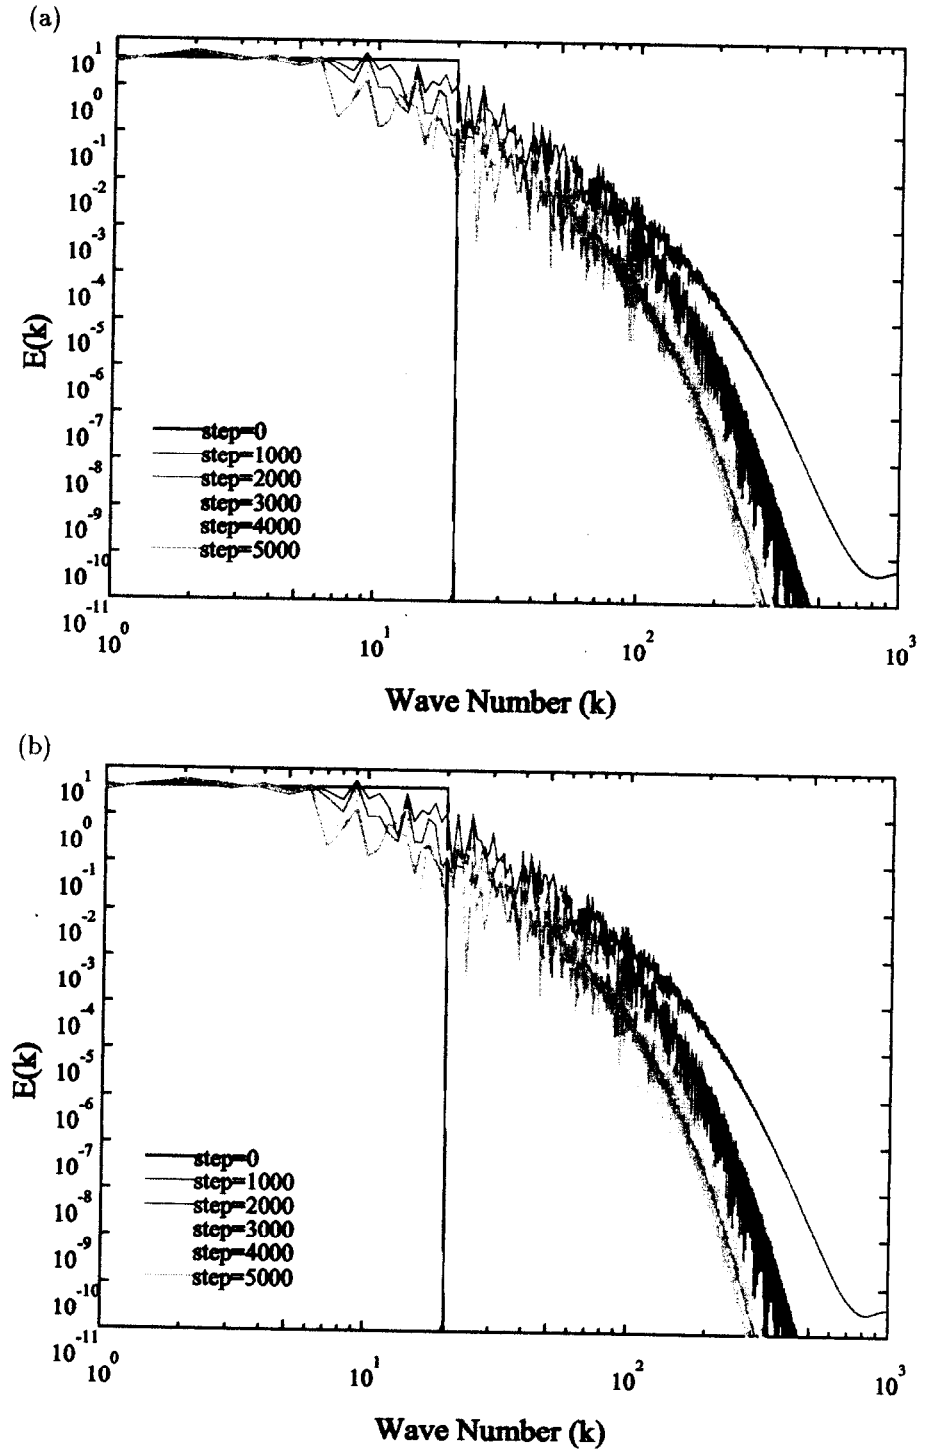 (a)
10^1
10^0
10^-1
10^-2
10^-3
10^-4
10^-5
10^-6
10^-7
10^-8
10^-9
10^-10
10^-11
E(k)
step=0
step=1000
step=2000
step=3000
step=4000
step=5000
10^0 10^1 10^2 10^3
Wave Number (k)
(b)
10^1
10^0
10^-1
10^-2
10^-3
10^-4
10^-5
10^-6
10^-7
10^-8
10^-9
10^-10
10^-11
E(k)
step=0
step=1000
step=2000
step=3000
step=4000
step=5000
10^0 10^1 10^2 10^3
Wave Number (k)